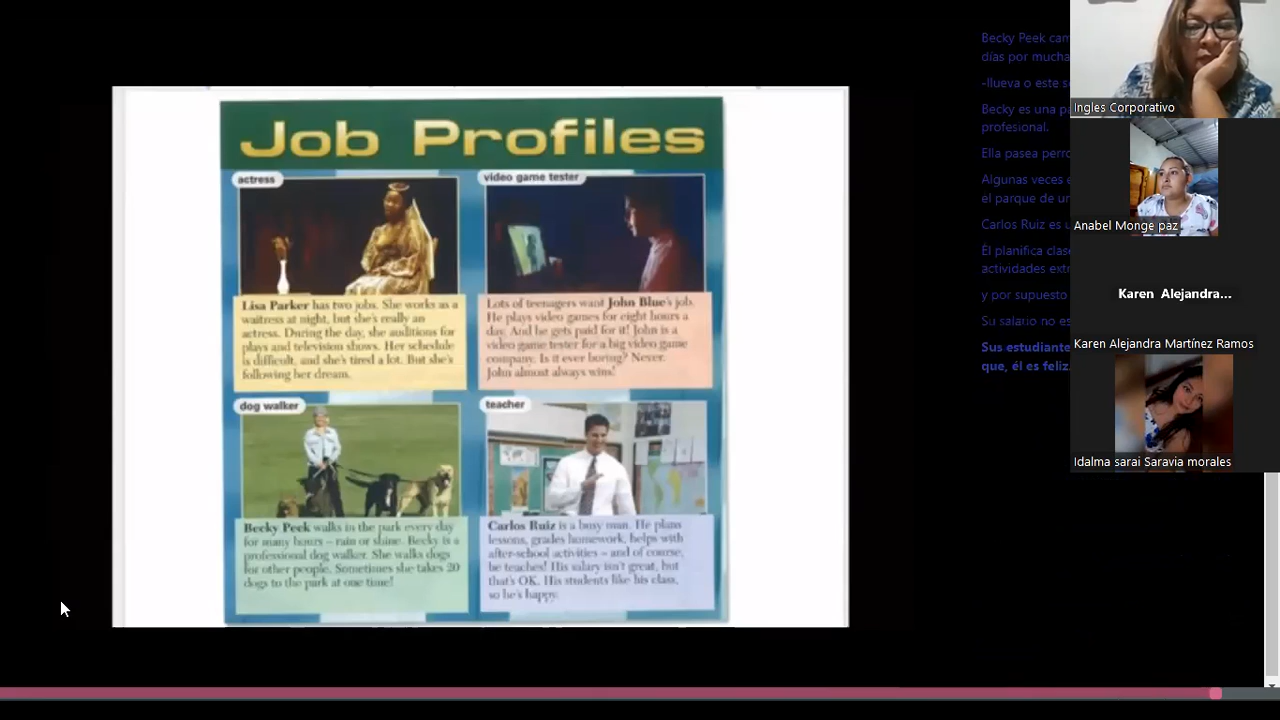 Job Profiles
actress
Lisa Parker has two jobs. She works as a
waitress at night, but she's really an
actress. During the day, she auditions for
plays and television shows. Her schedule
is difficult, and she's tired a lot. But she's
following her dream.
video game tester
Lots of teenagers want John Blue's job.
He plays video games for eight hours a
day. And he gets paid for it! John is a
video game tester for a big video game
company. Is it ever boring? Never.
John almost always wins!
dog walker
Becky Peek walks in the park every day
for many hours – rain or shine. Becky is a
professional dog walker. She walks dogs
for other people. Sometimes she takes 20
dogs to the park at one time!
teacher
Carlos Ruiz is a busy man. He plans
lessons, grades homework, helps with
after-school activities – and of course,
he teaches! His salary isn't great, but
that's OK. His students like his class,
so he's happy.
Becky Peek
días por
-llueva o este
Becky es una
profesional.
Ella pasea
Algunas veces
el parque de
Carlos Ruiz es
Él planifica
actividades
y por supuesto
Su salario no
Sus
que, él es feliz.
Ingles Corporativo
Anabel Monge paz
Karen Alejandra...
Karen Alejandra Martínez Ramos
Idalma sarai Saravia morales